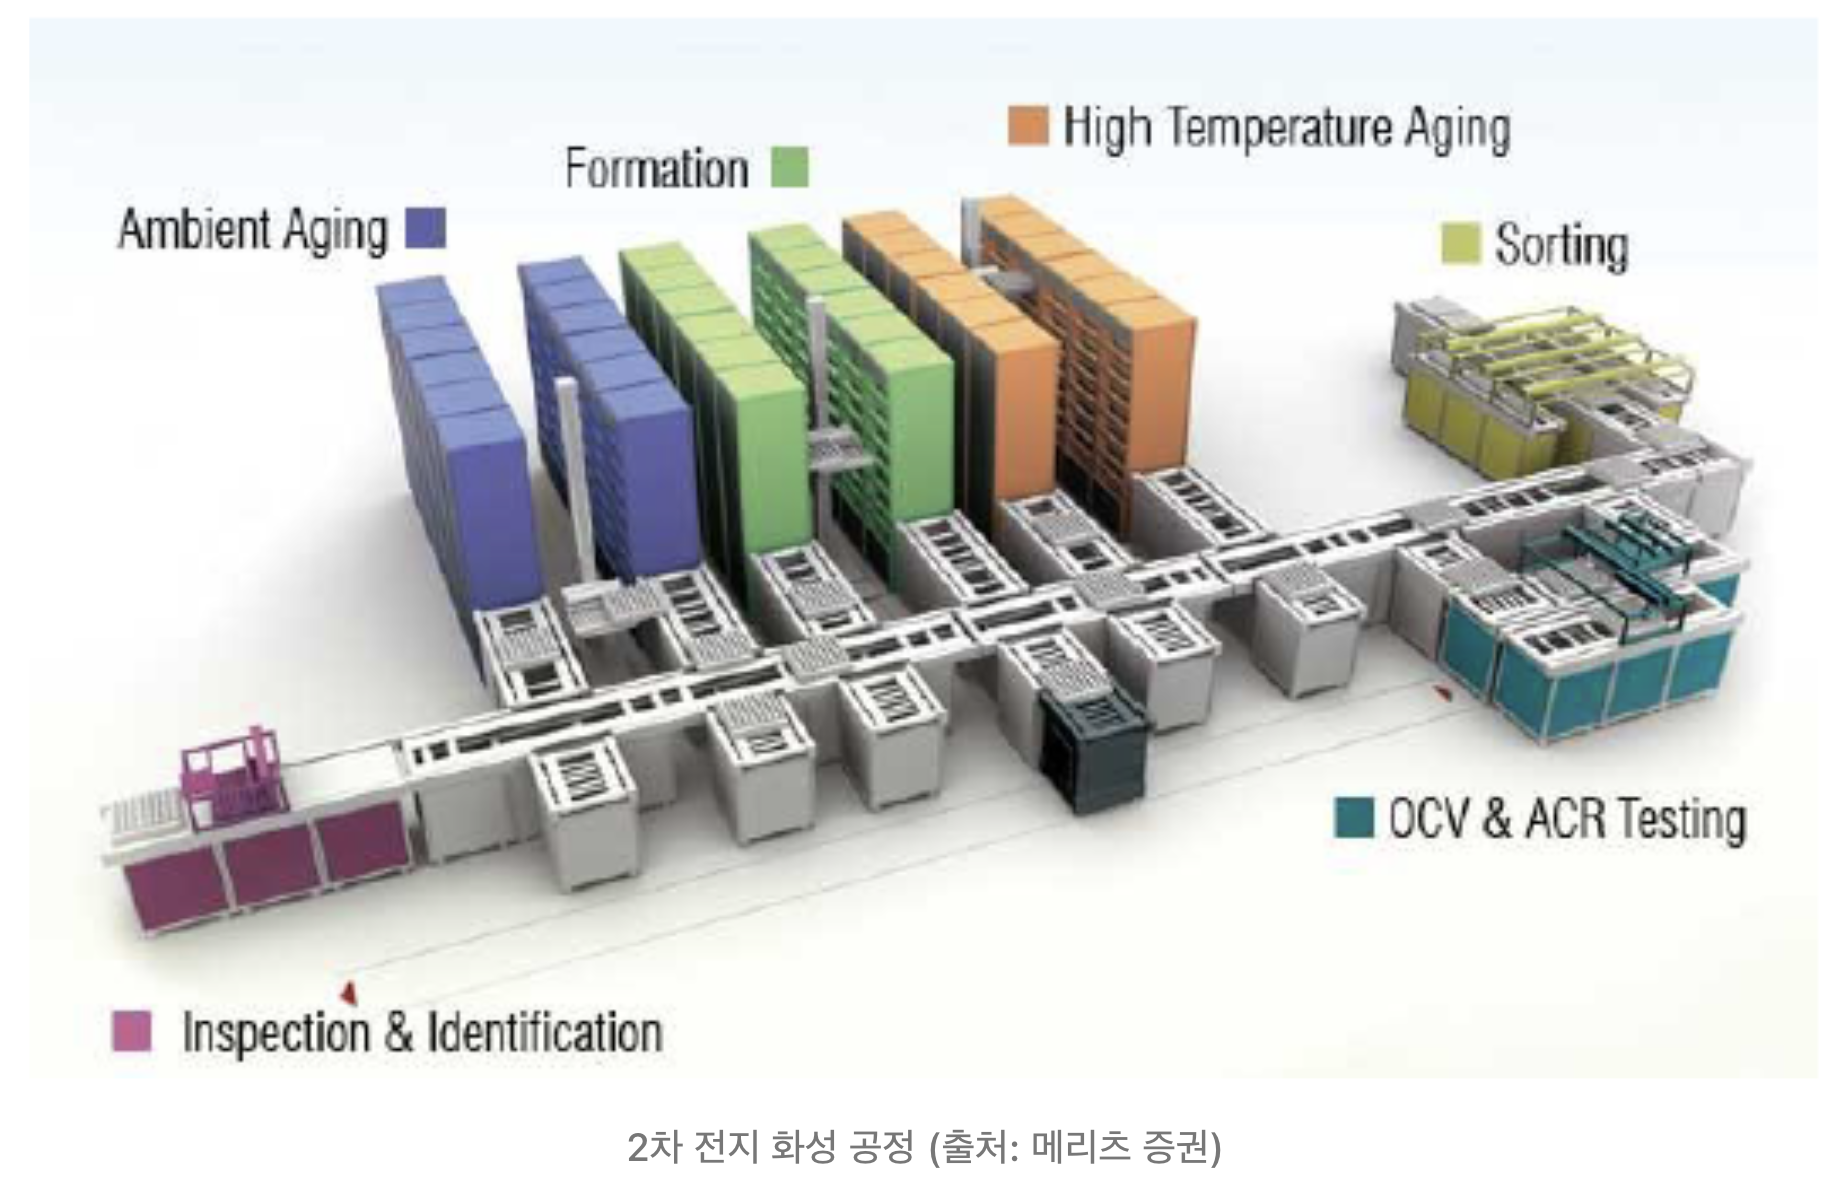 High Temperature Aging
Formation
Ambient Aging
Sorting
OCV & ACR Testing
Inspection & Identification
2차 전지 화성 공정 (출처: 메리츠 증권)